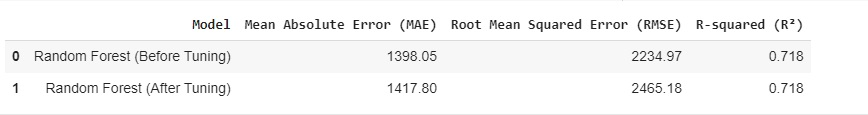 Model Mean Absolute Error (MAE) Root Mean Squared Error (RMSE) R-squared (R²)
0 Random Forest (Before Tuning) 1398.05 2234.97 0.718
1 Random Forest (After Tuning) 1417.80 2465.18 0.718